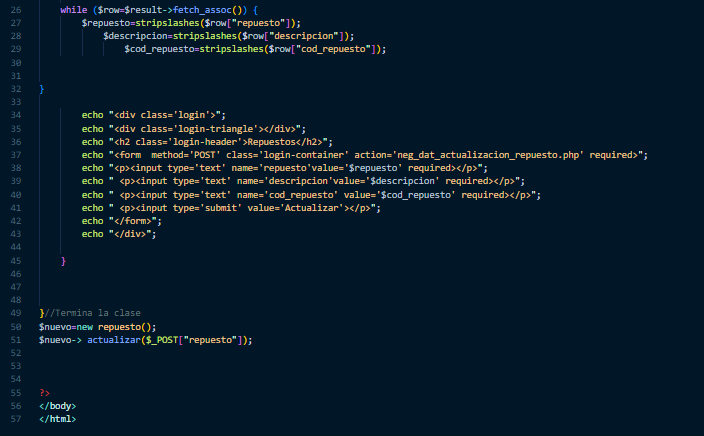 26 while ($row=$result->fetch_assoc()) {
27 $repuesto=stripslashes($row["repuesto"]);
28 $descripcion=stripslashes($row["descripcion"]);
29 $cod_repuesto=stripslashes($row["cod_repuesto"]);
30
31
32 }
33
34 echo "<div class='login'>";
35 echo "<div class='login-triangle'></div>";
36 echo "<h2 class='login-header'>Repuestos</h2>";
37 echo "<form  method='POST' class='login-container' action='neg_dat_actualizacion_repuesto.php' required>";
38 echo "<p><input type='text' name='repuesto'value='$repuesto' required></p>";
39 echo " <p><input type='text' name='descripcion'value='$descripcion' required></p>";
40 echo " <p><input type='text' name='cod_repuesto' value='$cod_repuesto' required></p>";
41 echo " <p><input type='submit' value='Actualizar'></p>";
42 echo "</form>";
43 echo "</div>";
44
45 }
46
47
48
49 }//Termina la clase
50 $nuevo=new repuesto();
51 $nuevo-> actualizar($_POST["repuesto"]);
52
53
54
55 ?>
56 </body>
57 </html>